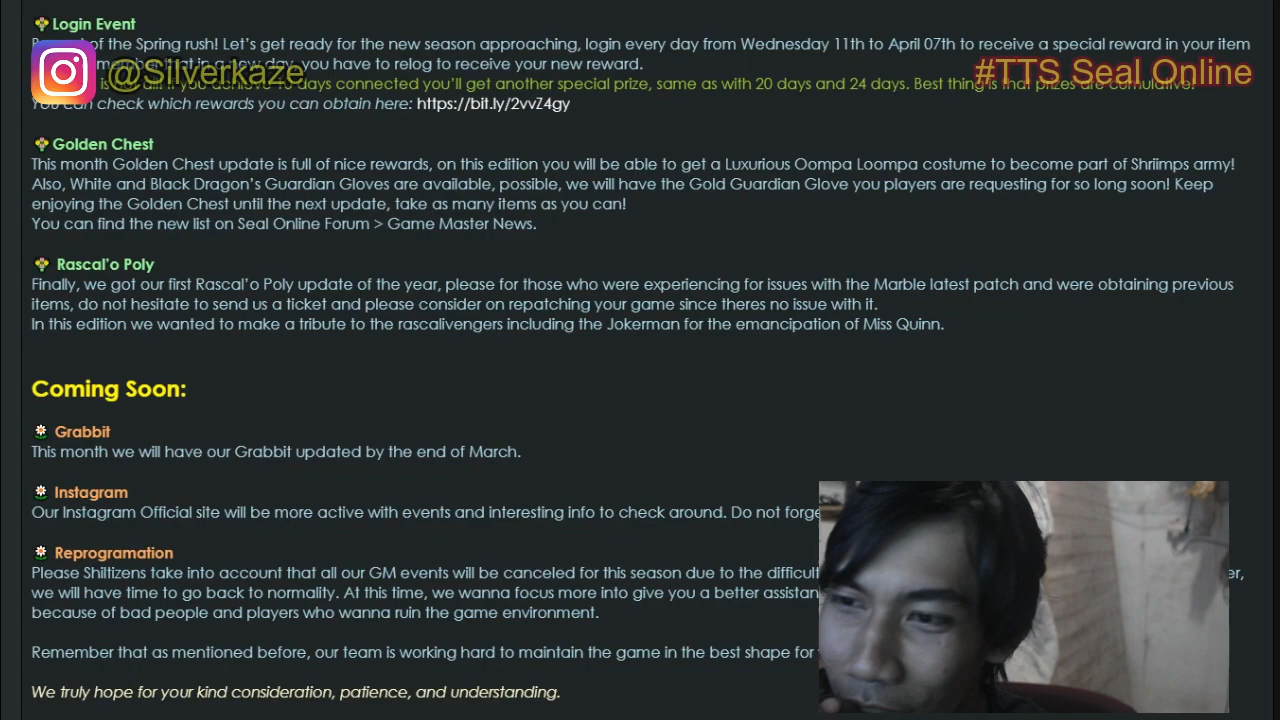 Login Event
of the Spring rush! Let's get ready for the new season approaching, login every day from Wednesday 11th to April 07th to receive a special reward in your item
@Silverkaze
#TTS Seal Online
you have to relog to receive your new reward.
days connected you'll get another special prize, same as with 20 days and 24 days. Best thing is that prizes are cumulative!
You can check which rewards you can obtain here: https://bit.ly/2vvZ4gy
Golden Chest
This month Golden Chest update is full of nice rewards, on this edition you will be able to get a Luxurious Oompa Loompa costume to become part of Shriimps army!
Also, White and Black Dragon's Guardian Gloves are available, possible, we will have the Gold Guardian Glove you players are requesting for so long soon! Keep
enjoying the Golden Chest until the next update, take as many items as you can!
You can find the new list on Seal Online Forum > Game Master News.
Rascal'o Poly
Finally, we got our first Rascal'o Poly update of the year, please for those who were experiencing for issues with the Marble latest patch and were obtaining previous
items, do not hesitate to send us a ticket and please consider on repatching your game since theres no issue with it.
In this edition we wanted to make a tribute to the rascalivengers including the Jokerman for the emancipation of Miss Quinn.
Coming Soon:
Grabbit
This month we will have our Grabbit updated by the end of March.
Instagram
Our Instagram Official site will be more active with events and interesting info to check around. Do not forge
Reprogramation
Please Shiltizens take into account that all our GM events will be canceled for this season due to the difficult
we will have time to go back to normality. At this time, we wanna focus more into give you a better assistan
because of bad people and players who wanna ruin the game environment.
Remember that as mentioned before, our team is working hard to maintain the game in the best shape for
We truly hope for your kind consideration, patience, and understanding.